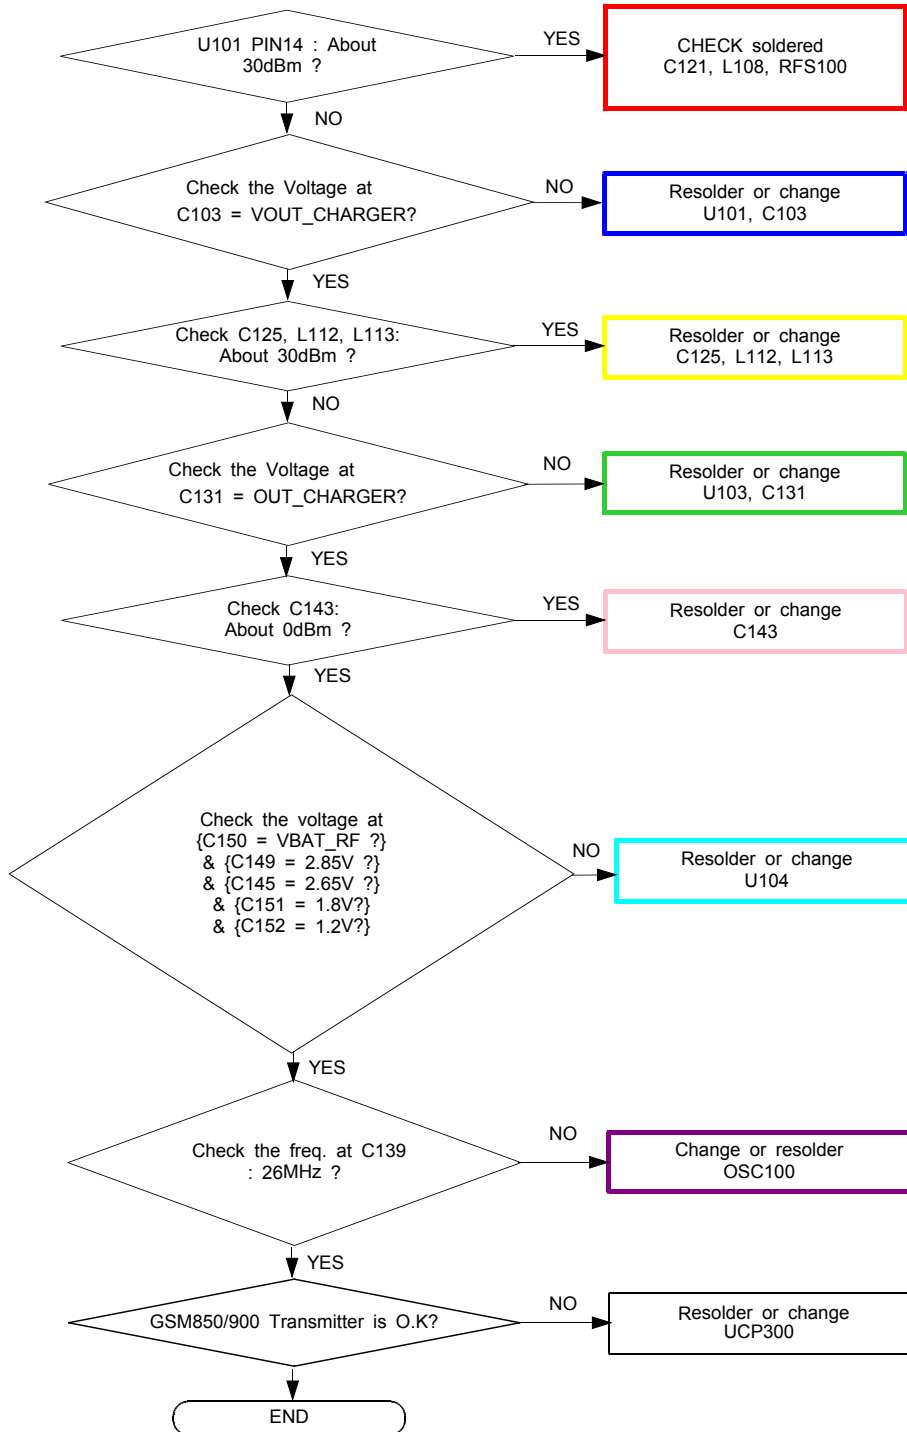 U101 PIN14 : About
30dBm ?
YES
CHECK soldered
C121, L108, RFS100
NO
Check the Voltage at
C103 = VOUT_CHARGER?
NO
Resolder or change
U101, C103
YES
Check C125, L112, L113:
About 30dBm ?
YES
Resolder or change
C125, L112, L113
NO
Check the Voltage at
C131 = OUT_CHARGER?
NO
Resolder or change
U103, C131
YES
Check C143:
About 0dBm ?
YES
Resolder or change
C143
YES
Check the voltage at
{C150 = VBAT_RF ?}
& {C149 = 2.85V ?}
& {C145 = 2.65V ?}
& {C151 = 1.8V?}
& {C152 = 1.2V?}
NO
Resolder or change
U104
YES
Check the freq. at C139
: 26MHz ?
NO
Change or resolder
OSC100
YES
GSM850/900 Transmitter is O.K?
NO
Resolder or change
UCP300
END